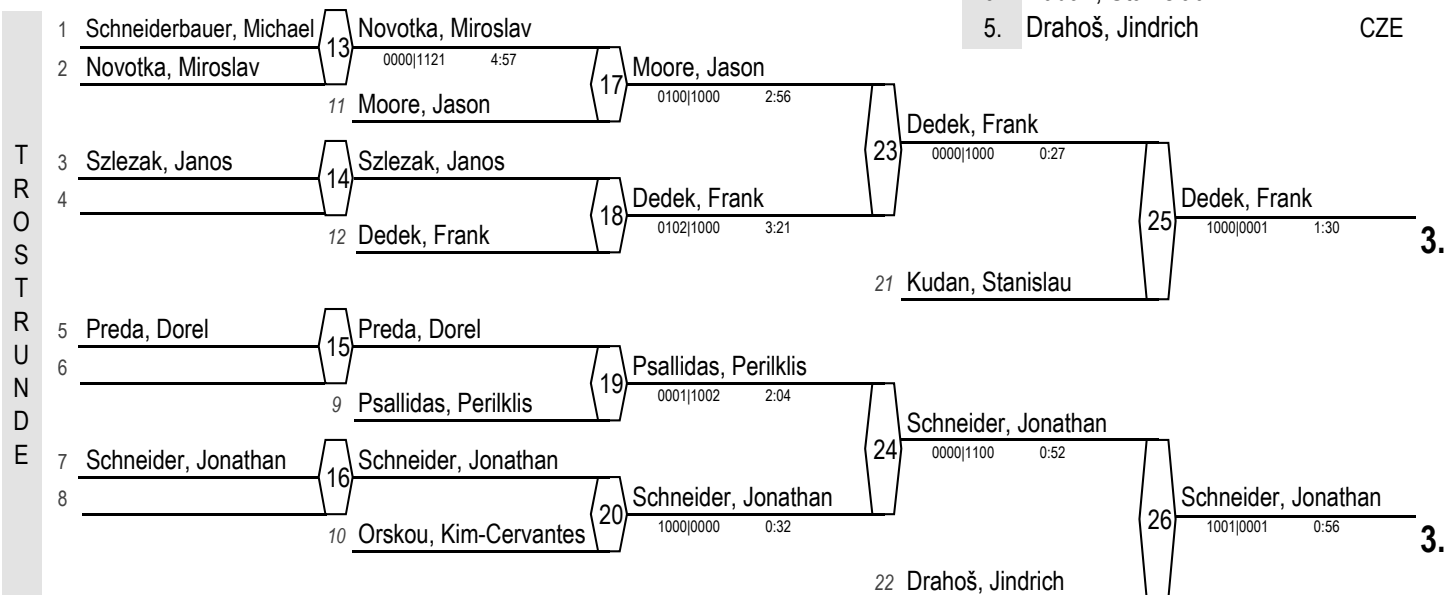 5. Drahoš, Jindrich CZE
TROSTRUNDE
1 Schneiderbauer, Michael
2 Novotka, Miroslav
13
Novotka, Miroslav
0000|1121 4:57
11 Moore, Jason
17
Moore, Jason
0100|1000 2:56
3 Szlezak, Janos
4
14
Szlezak, Janos
12 Dedek, Frank
18
Dedek, Frank
0102|1000 3:21
23
Dedek, Frank
0000|1000 0:27
21 Kudan, Stanislau
25
Dedek, Frank
1000|0001 1:30
3.
5 Preda, Dorel
6
15
Preda, Dorel
9 Psallidas, Perilklis
19
Psallidas, Perilklis
0001|1002 2:04
7 Schneider, Jonathan
8
16
Schneider, Jonathan
10 Orskou, Kim-Cervantes
20
Schneider, Jonathan
1000|0000 0:32
24
Schneider, Jonathan
0000|1100 0:52
22 Drahoš, Jindrich
26
Schneider, Jonathan
1001|0001 0:56
3.